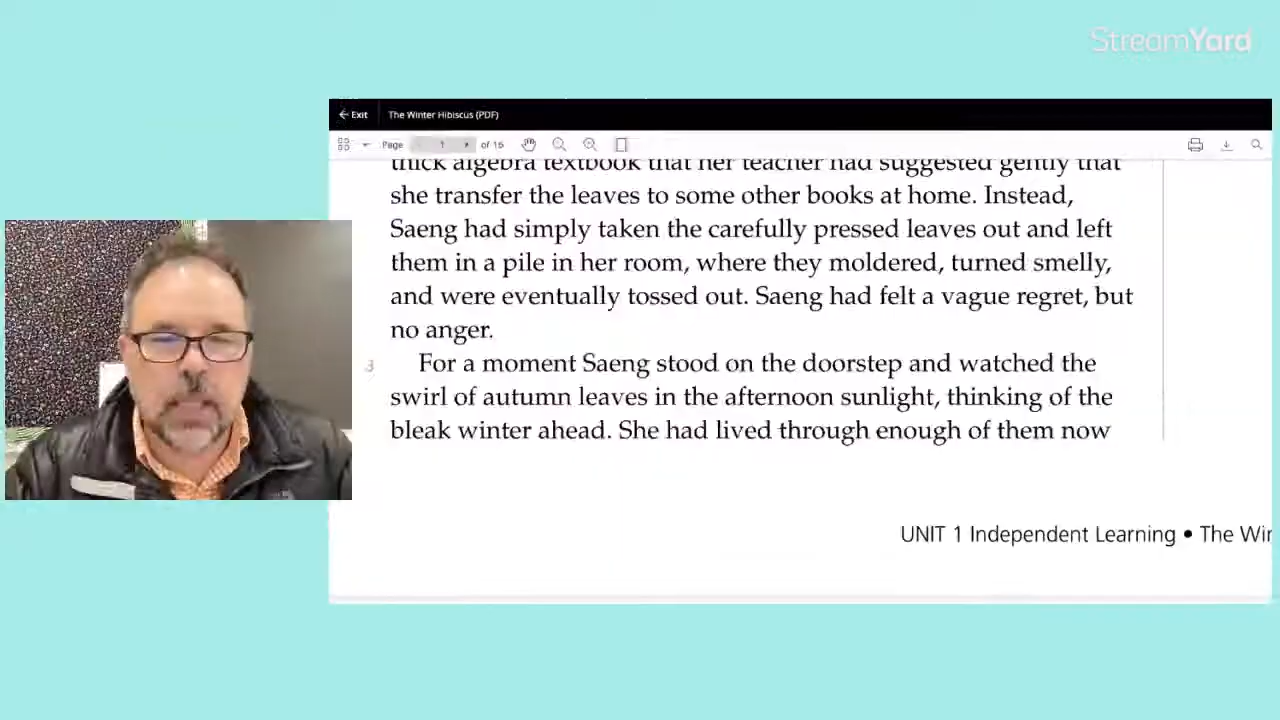 StreamYard
Exit The Winter Hibiscus (PDF)
Page 1 of 16
thick algebra textbook that her teacher had suggested gently that
she transfer the leaves to some other books at home. Instead,
Saeng had simply taken the carefully pressed leaves out and left
them in a pile in her room, where they moldered, turned smelly,
and were eventually tossed out. Saeng had felt a vague regret, but
no anger.
3 For a moment Saeng stood on the doorstep and watched the
swirl of autumn leaves in the afternoon sunlight, thinking of the
bleak winter ahead. She had lived through enough of them now
UNIT 1 Independent Learning • The Wir